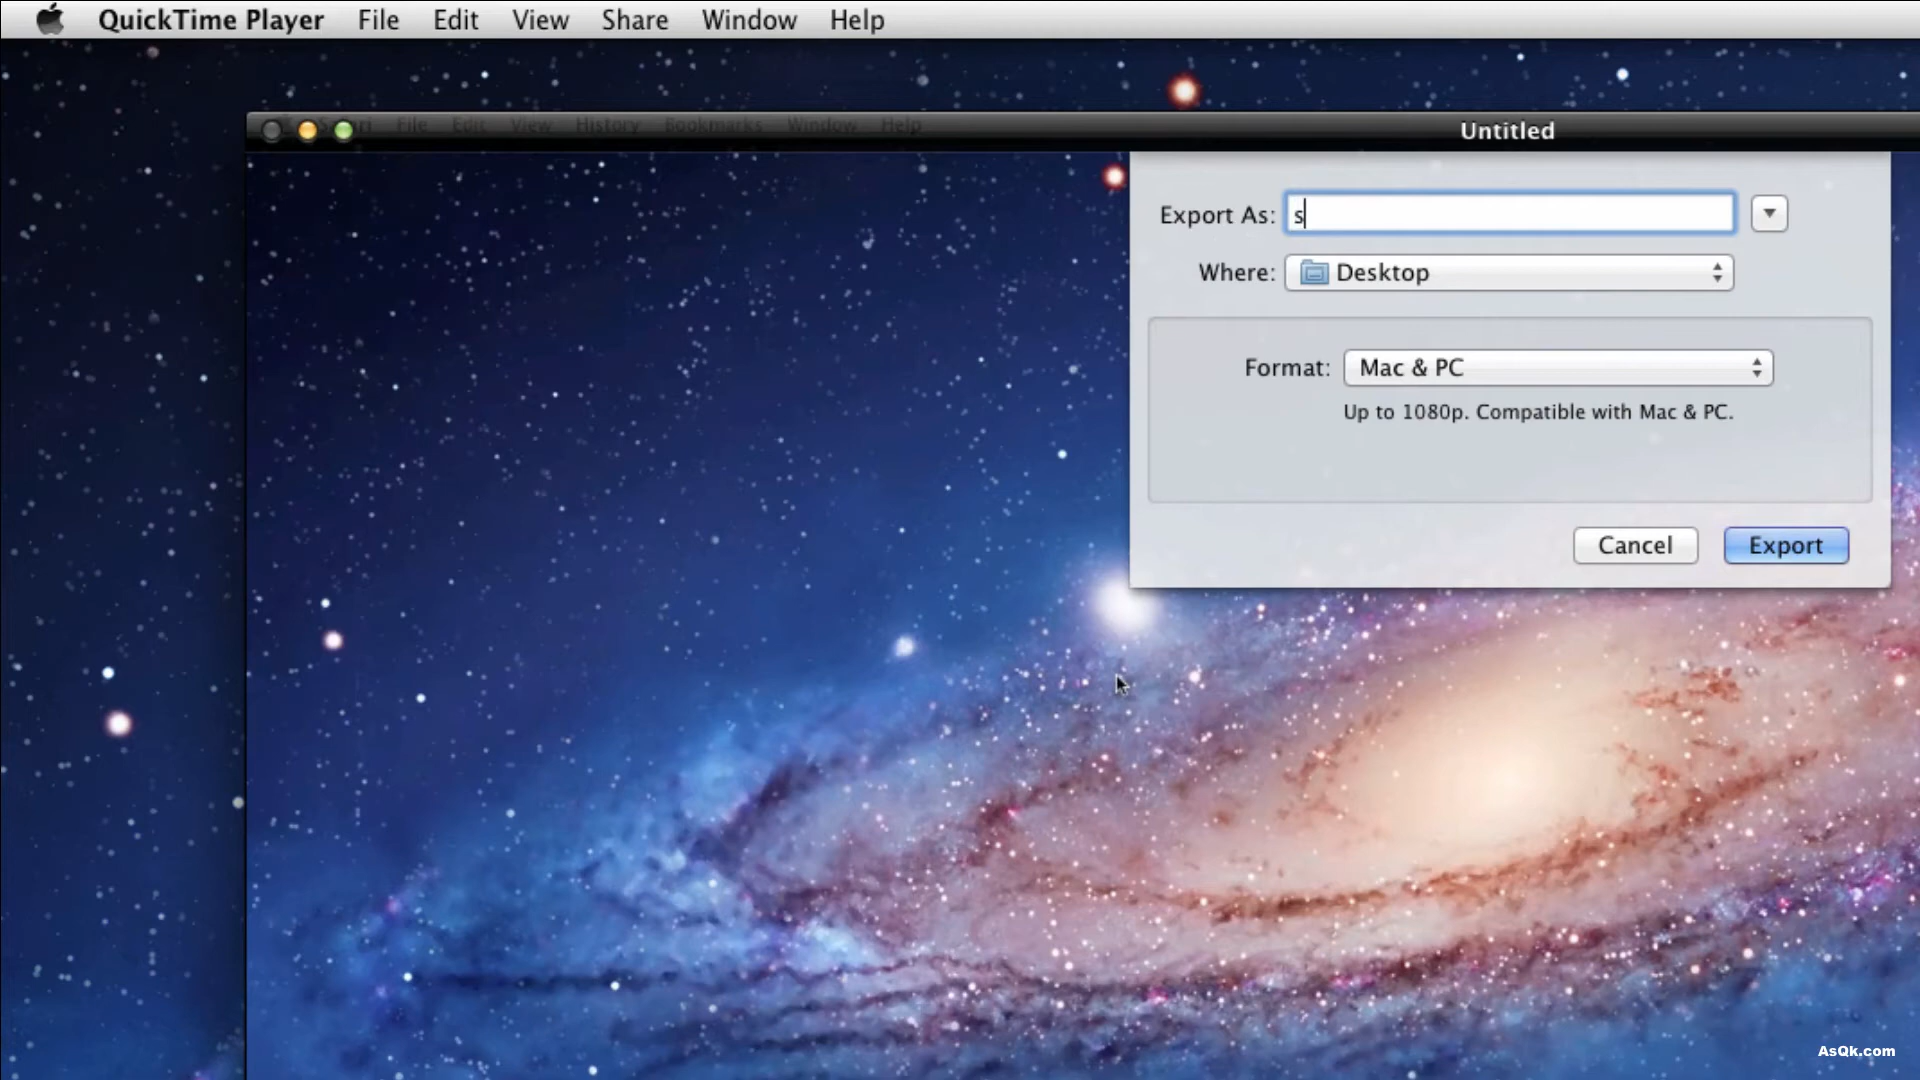 QuickTime Player File Edit View Share Window Help
Safari File Edit View History Bookmarks Window Help
Untitled
Export As: s
Where: Desktop
Format: Mac & PC
Up to 1080p. Compatible with Mac & PC.
Cancel Export
AsQk.com